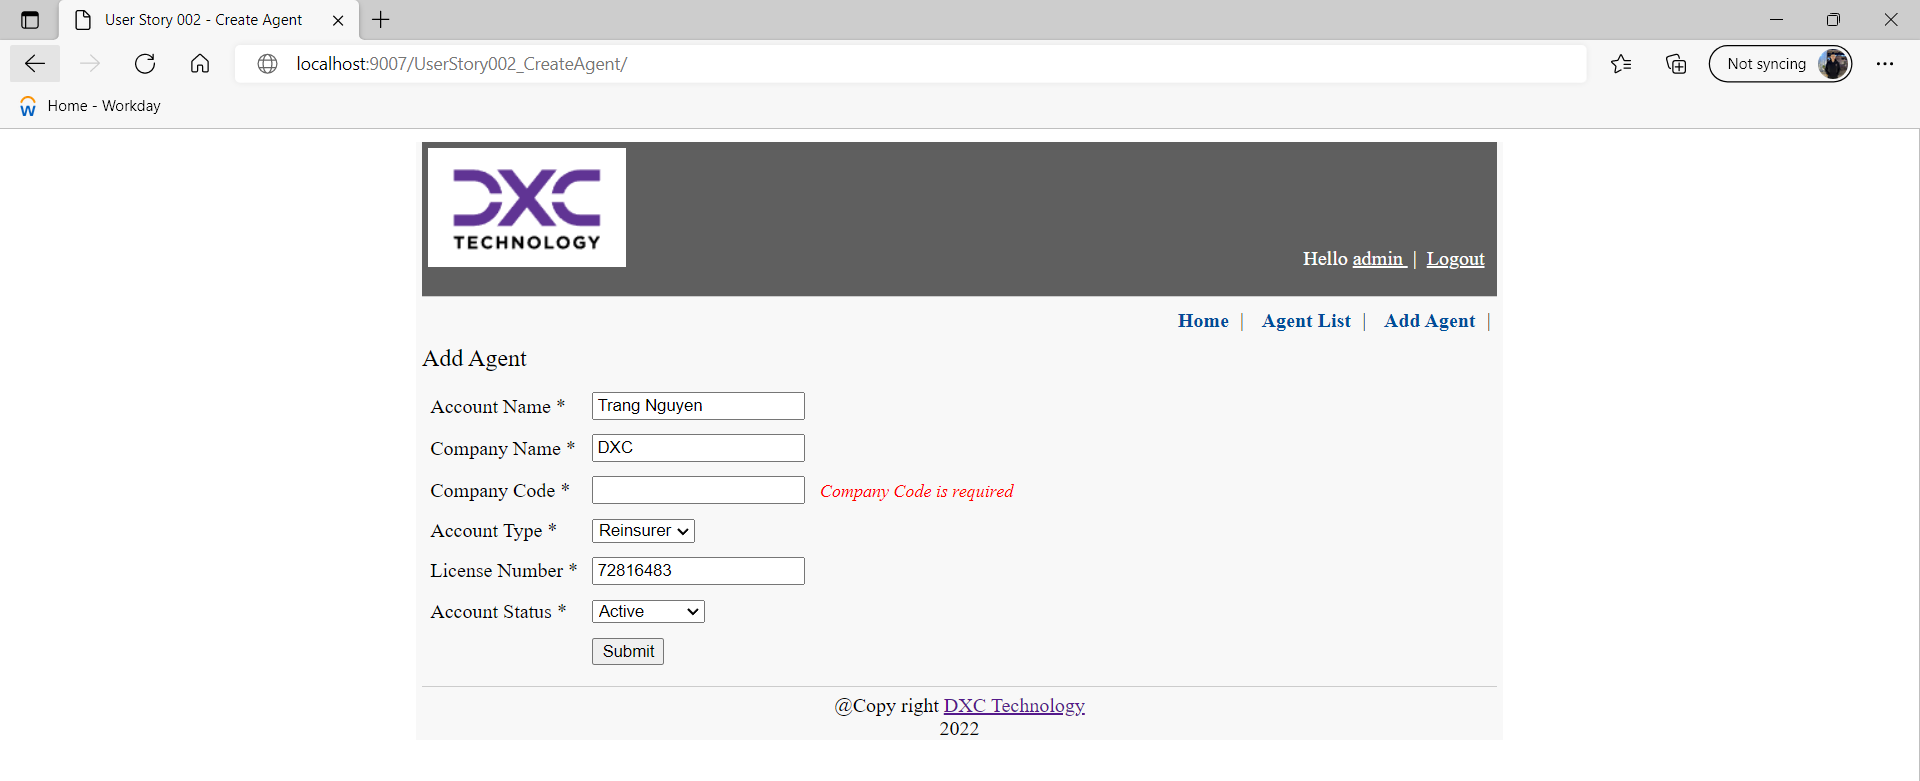 User Story 002 - Create Agent
localhost:9007/UserStory002_CreateAgent/
Not syncing
Home - Workday
DXC
TECHNOLOGY
Hello admin | Logout
Home | Agent List | Add Agent |
Add Agent
Account Name * Trang Nguyen
Company Name * DXC
Company Code * Company Code is required
Account Type * Reinsurer
License Number * 72816483
Account Status * Active
Submit
@Copy right DXC Technology
2022